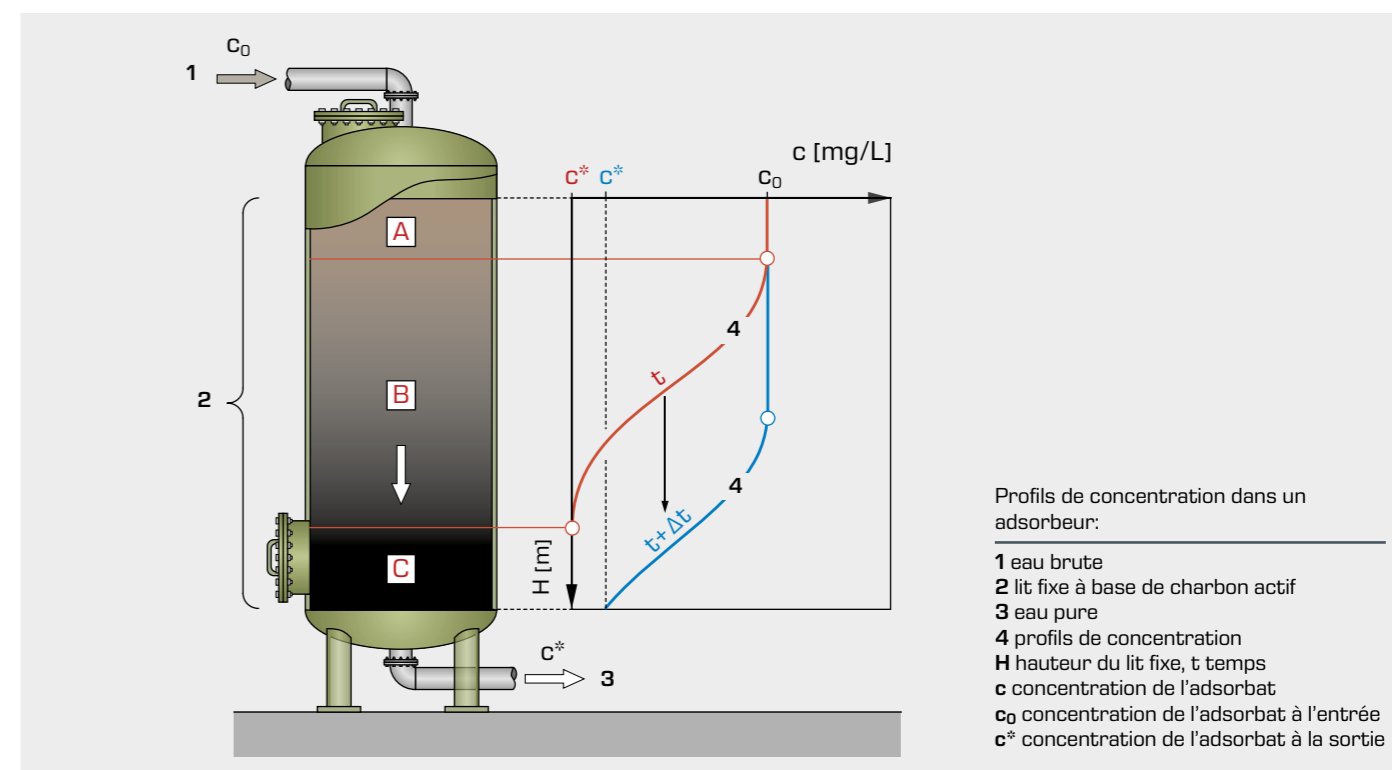 c₀
1
c [mg/L]
c* c* c₀
A
4
t
B
2
4
t+Δt
H [m]
C
c*
3
Profils de concentration dans un
adsorbeur:
1 eau brute
2 lit fixe à base de charbon actif
3 eau pure
4 profils de concentration
H hauteur du lit fixe, t temps
c concentration de l'adsorbat
c₀ concentration de l'adsorbat à l'entrée
c* concentration de l'adsorbat à la sortie